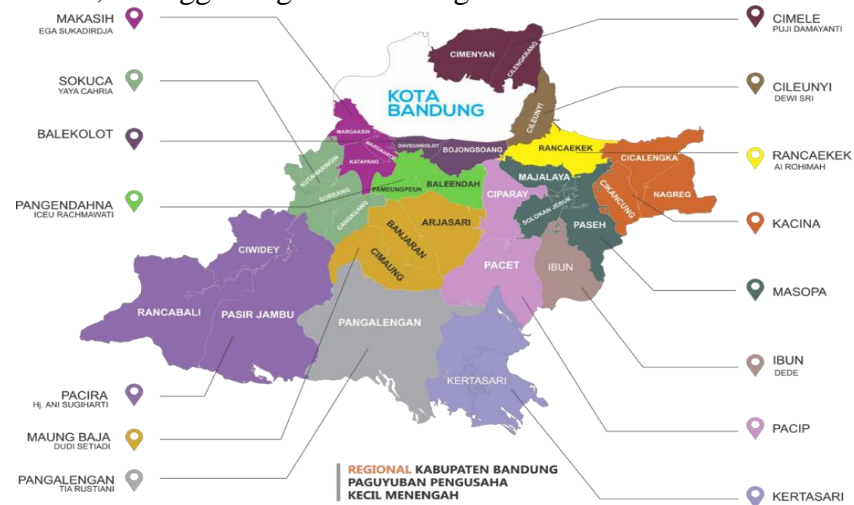 MAKASIH
EGA SUKADIRDJA
SOKUCA
YAYA CAHRIA
BALEKOLOT
PANGENDAHNA
ICEU RACHMAWATI
PACIRA
Hj. ANI SUGIHARTI
MAUNG BAJA
DUDI SETIADI
PANGALENGAN
TIA RUSTIANI
CIMENYAN
CILENGKRANG
KOTA
BANDUNG
CILEUNYI
MARGAASIH
MARGAHAYU
KATAPANG
DAYEUHKOLOT
BOJONGSOANG
RANCAEKEK
CICALENGKA
KUTAWARINGIN
SOREANG
CANGKUANG
PAMEUNGPEUK
BALEENDAH
CIPARAY
MAJALAYA
SOLOKAN JERUK
CIKANCUNG
NAGREG
PASEH
CIWIDEY
BANJARAN
ARJASARI
CIMAUNG
PACET
IBUN
RANCABALI
PASIR JAMBU
PANGALENGAN
KERTASARI
CIMELE
PUJI DAMAYANTI
CILEUNYI
DEWI SRI
RANCAEKEK
AI ROHIMAH
KACINA
MASOPA
IBUN
DEDE
PACIP
KERTASARI
REGIONAL KABUPATEN BANDUNG
PAGUYUBAN PENGUSAHA
KECIL MENENGAH